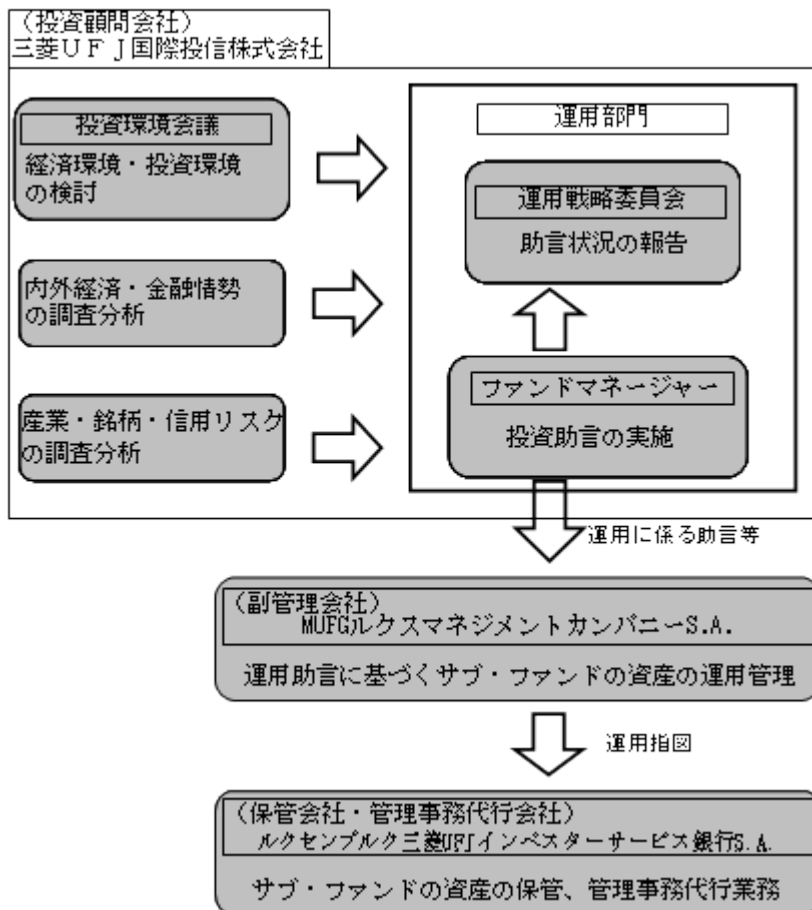 （投資顧問会社）
三菱ＵＦＪ国際投信株式会社
投資環境会議
経済環境・投資環境
の検討
内外経済・金融情勢
の調査分析
産業・銘柄・信用リスク
の調査分析
運用部門
運用戦略委員会
助言状況の報告
ファンドマネージャー
投資助言の実施
運用に係る助言等
（副管理会社）
MUFGルクスマネジメントカンパニーS.A.
運用助言に基づくサブ・ファンドの資産の運用管理
運用指図
（保管会社・管理事務代行会社）
ルクセンブルク三菱UFJインベスターサービス銀行S.A.
サブ・ファンドの資産の保管、管理事務代行業務